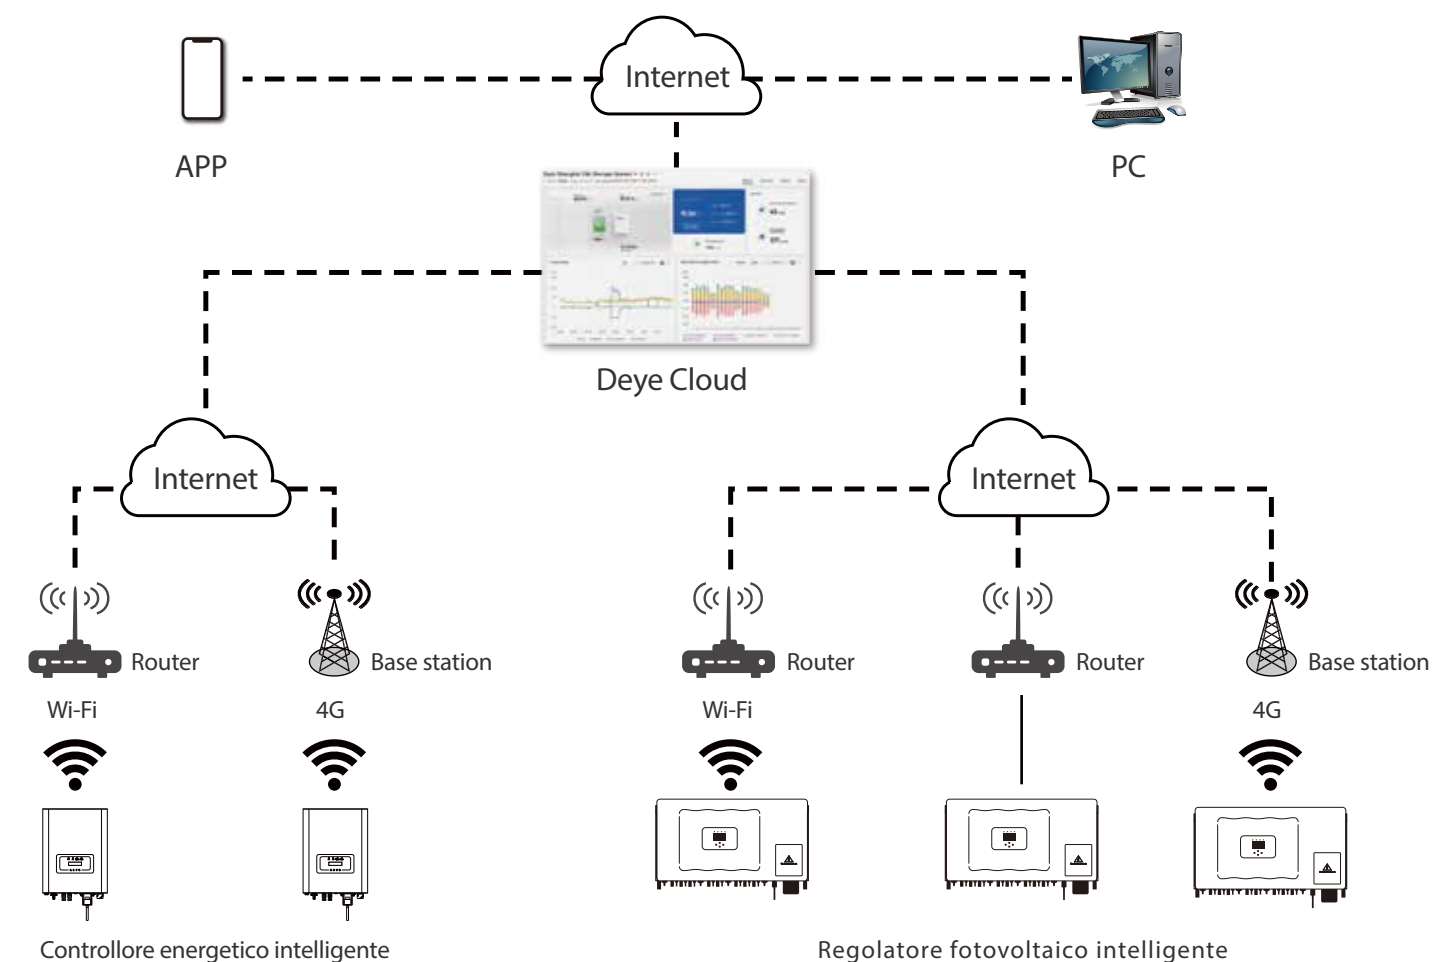 Internet
APP
PC
Deye Cloud
Internet
Internet
Router
Base station
Router
Router
Base station
Wi-Fi
4G
Wi-Fi
4G
Controllore energetico intelligente
Regolatore fotovoltaico intelligente